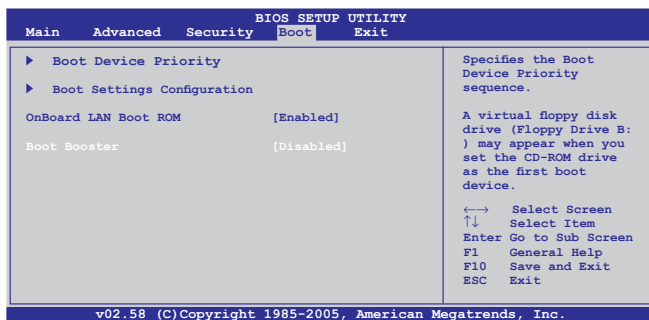 BIOS SETUP UTILITY
Main Advanced Security Boot Exit
Boot Device Priority
Boot Settings Configuration
OnBoard LAN Boot ROM [Enabled]
Boot Booster [Disabled]
Specifies the Boot
Device Priority
sequence.
A virtual floppy disk
drive (Floppy Drive B:
) may appear when you
set the CD-ROM drive
as the first boot
device.
←→ Select Screen
↑↓ Select Item
Enter Go to Sub Screen
F1 General Help
F10 Save and Exit
ESC Exit
v02.58 (C)Copyright 1985-2005, American Megatrends, Inc.